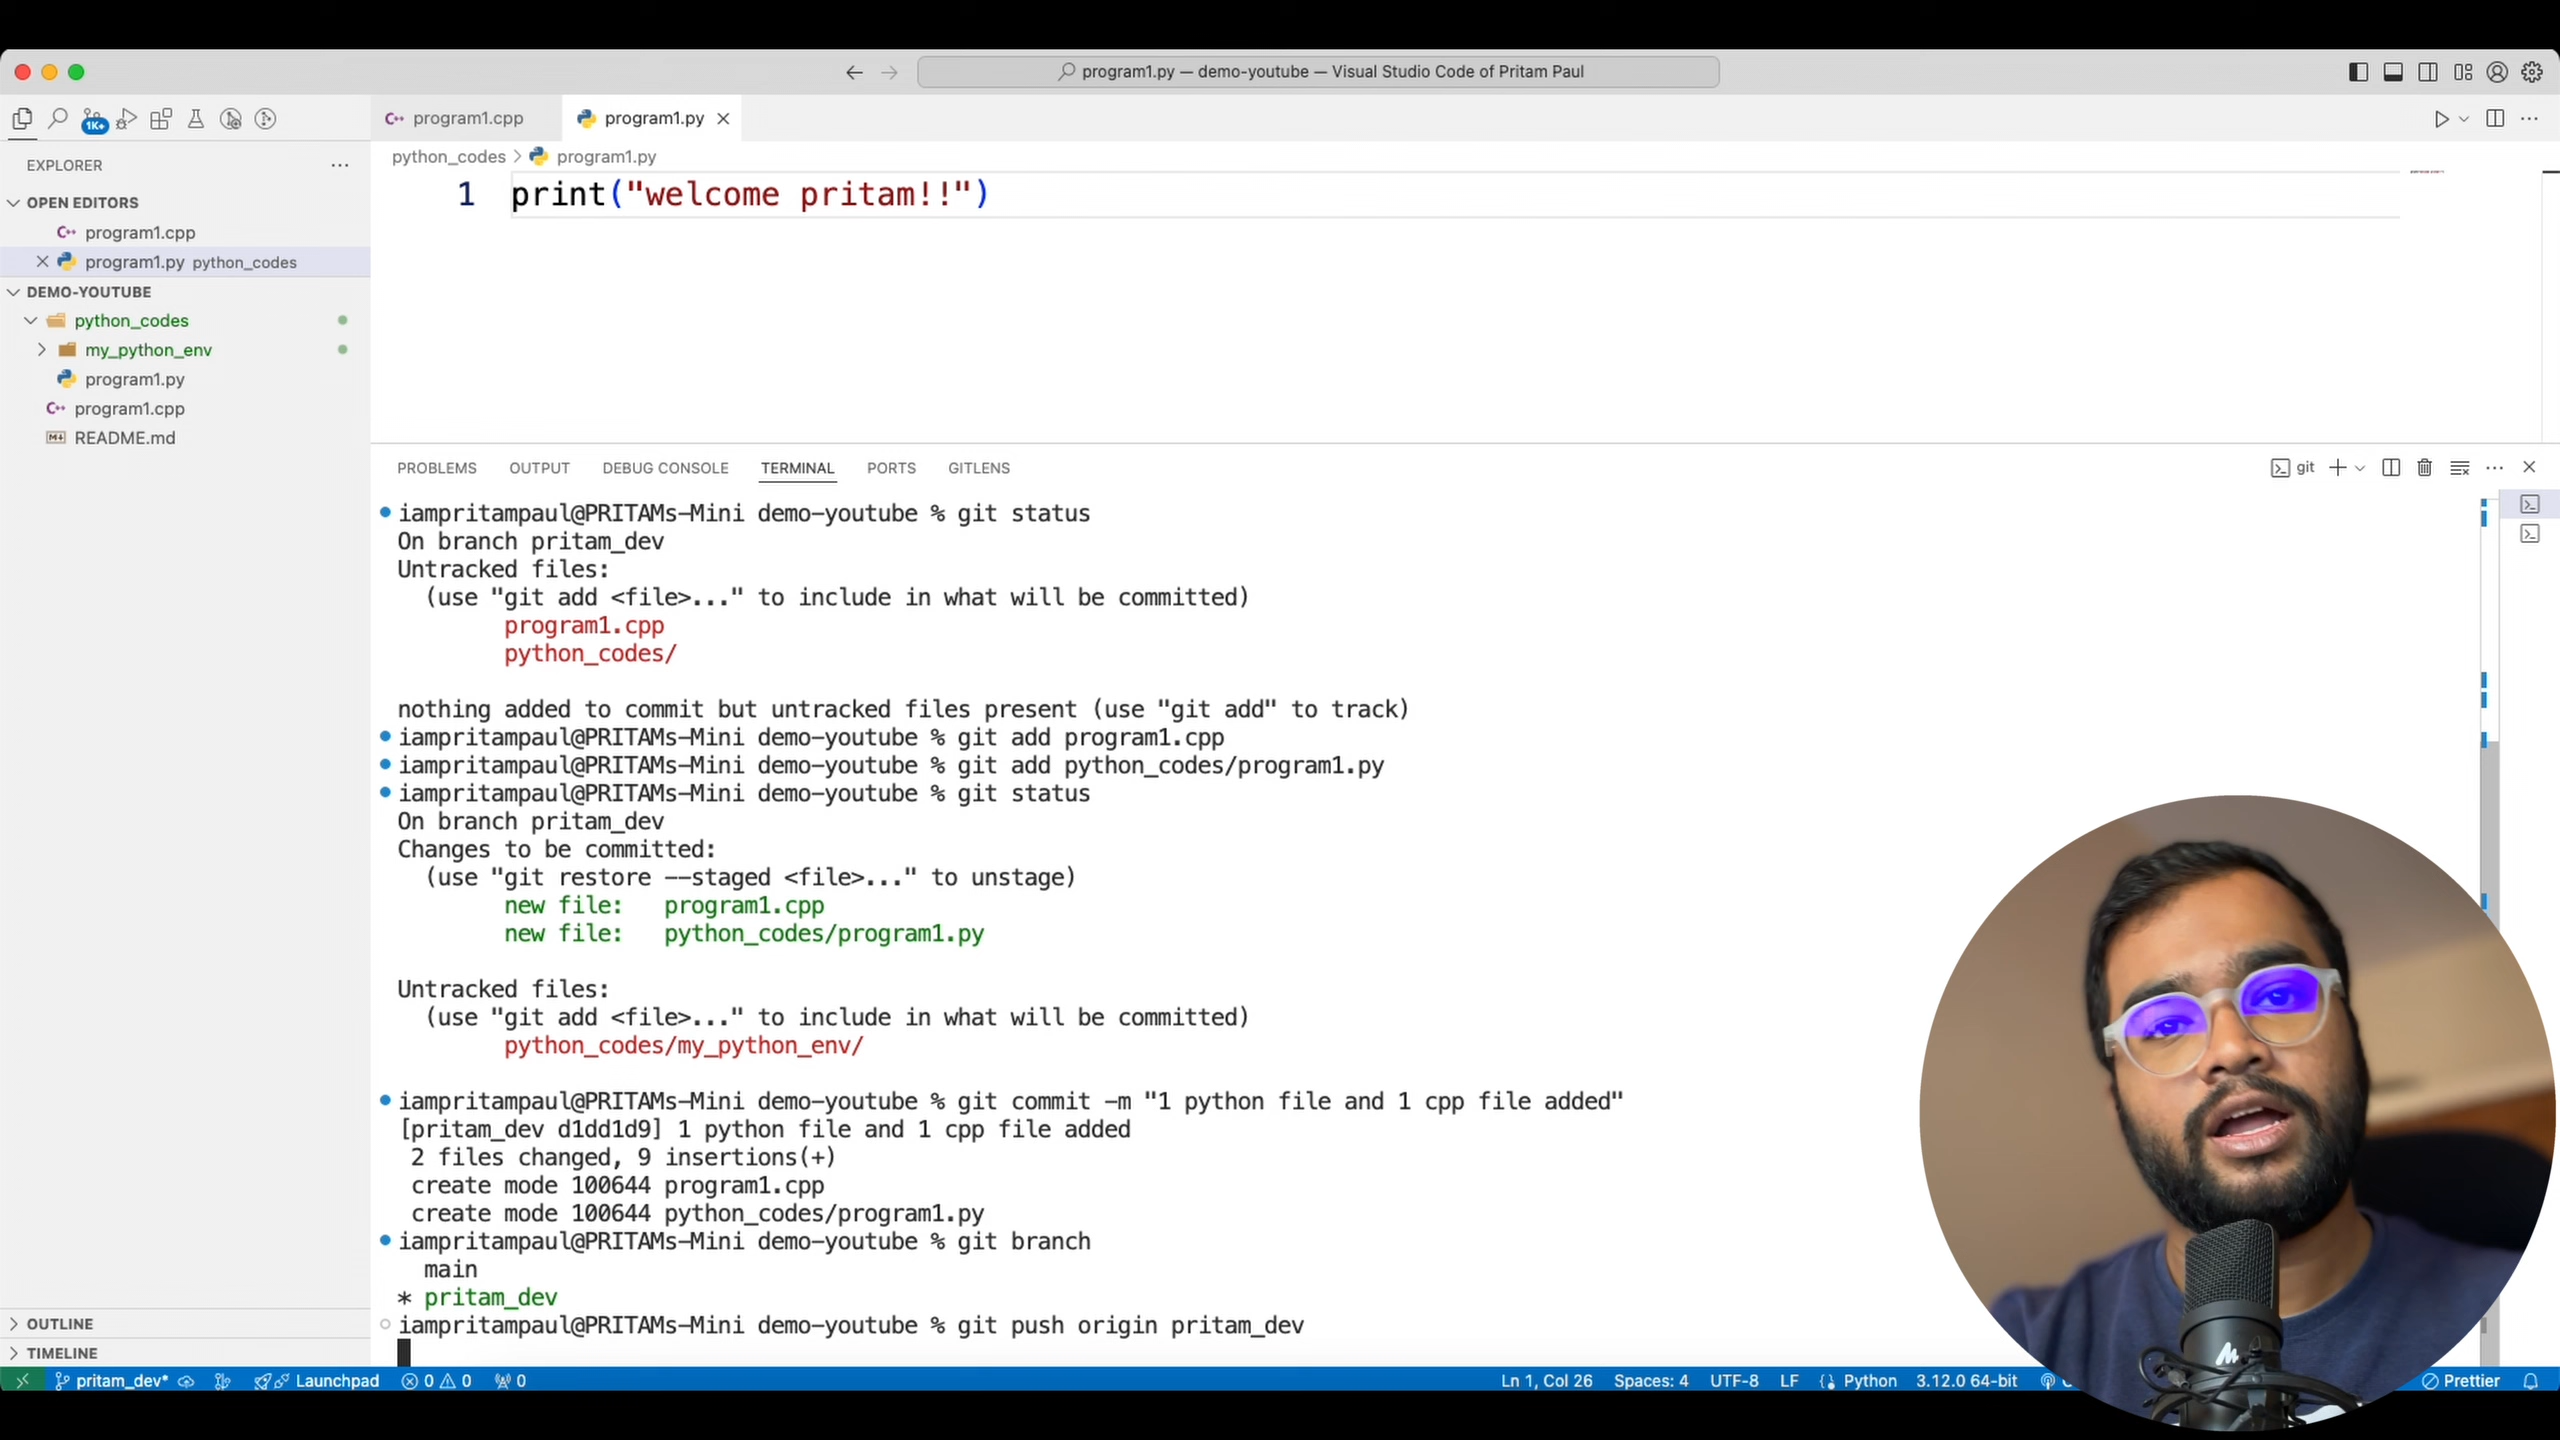 program1.py — demo-youtube — Visual Studio Code of Pritam Paul
1K+
program1.cpp
program1.py
EXPLORER
python_codes > program1.py
OPEN EDITORS
program1.cpp
program1.py python_codes
DEMO-YOUTUBE
python_codes
my_python_env
program1.py
program1.cpp
README.md
OUTLINE
TIMELINE
1 print("welcome pritam!!")
PROBLEMS OUTPUT DEBUG CONSOLE TERMINAL PORTS GITLENS
git
iampritampaul@PRITAMs-Mini demo-youtube % git status
On branch pritam_dev
Untracked files:
(use "git add <file>..." to include in what will be committed)
program1.cpp
python_codes/
nothing added to commit but untracked files present (use "git add" to track)
iampritampaul@PRITAMs-Mini demo-youtube % git add program1.cpp
iampritampaul@PRITAMs-Mini demo-youtube % git add python_codes/program1.py
iampritampaul@PRITAMs-Mini demo-youtube % git status
On branch pritam_dev
Changes to be committed:
(use "git restore --staged <file>..." to unstage)
new file: program1.cpp
new file: python_codes/program1.py
Untracked files:
(use "git add <file>..." to include in what will be committed)
python_codes/my_python_env/
iampritampaul@PRITAMs-Mini demo-youtube % git commit -m "1 python file and 1 cpp file added"
[pritam_dev d1dd1d9] 1 python file and 1 cpp file added
2 files changed, 9 insertions(+)
create mode 100644 program1.cpp
create mode 100644 python_codes/program1.py
iampritampaul@PRITAMs-Mini demo-youtube % git branch
main
* pritam_dev
iampritampaul@PRITAMs-Mini demo-youtube % git push origin pritam_dev
pritam_dev* Launchpad 0 0 0 Ln 1, Col 26 Spaces: 4 UTF-8 LF Python 3.12.0 64-bit Prettier